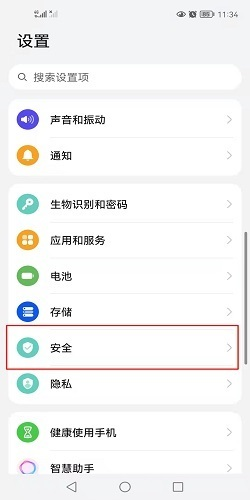 11:34
设置
搜索设置项
声音和振动
通知
生物识别和密码
应用和服务
电池
存储
安全
隐私
健康使用手机
智慧助手